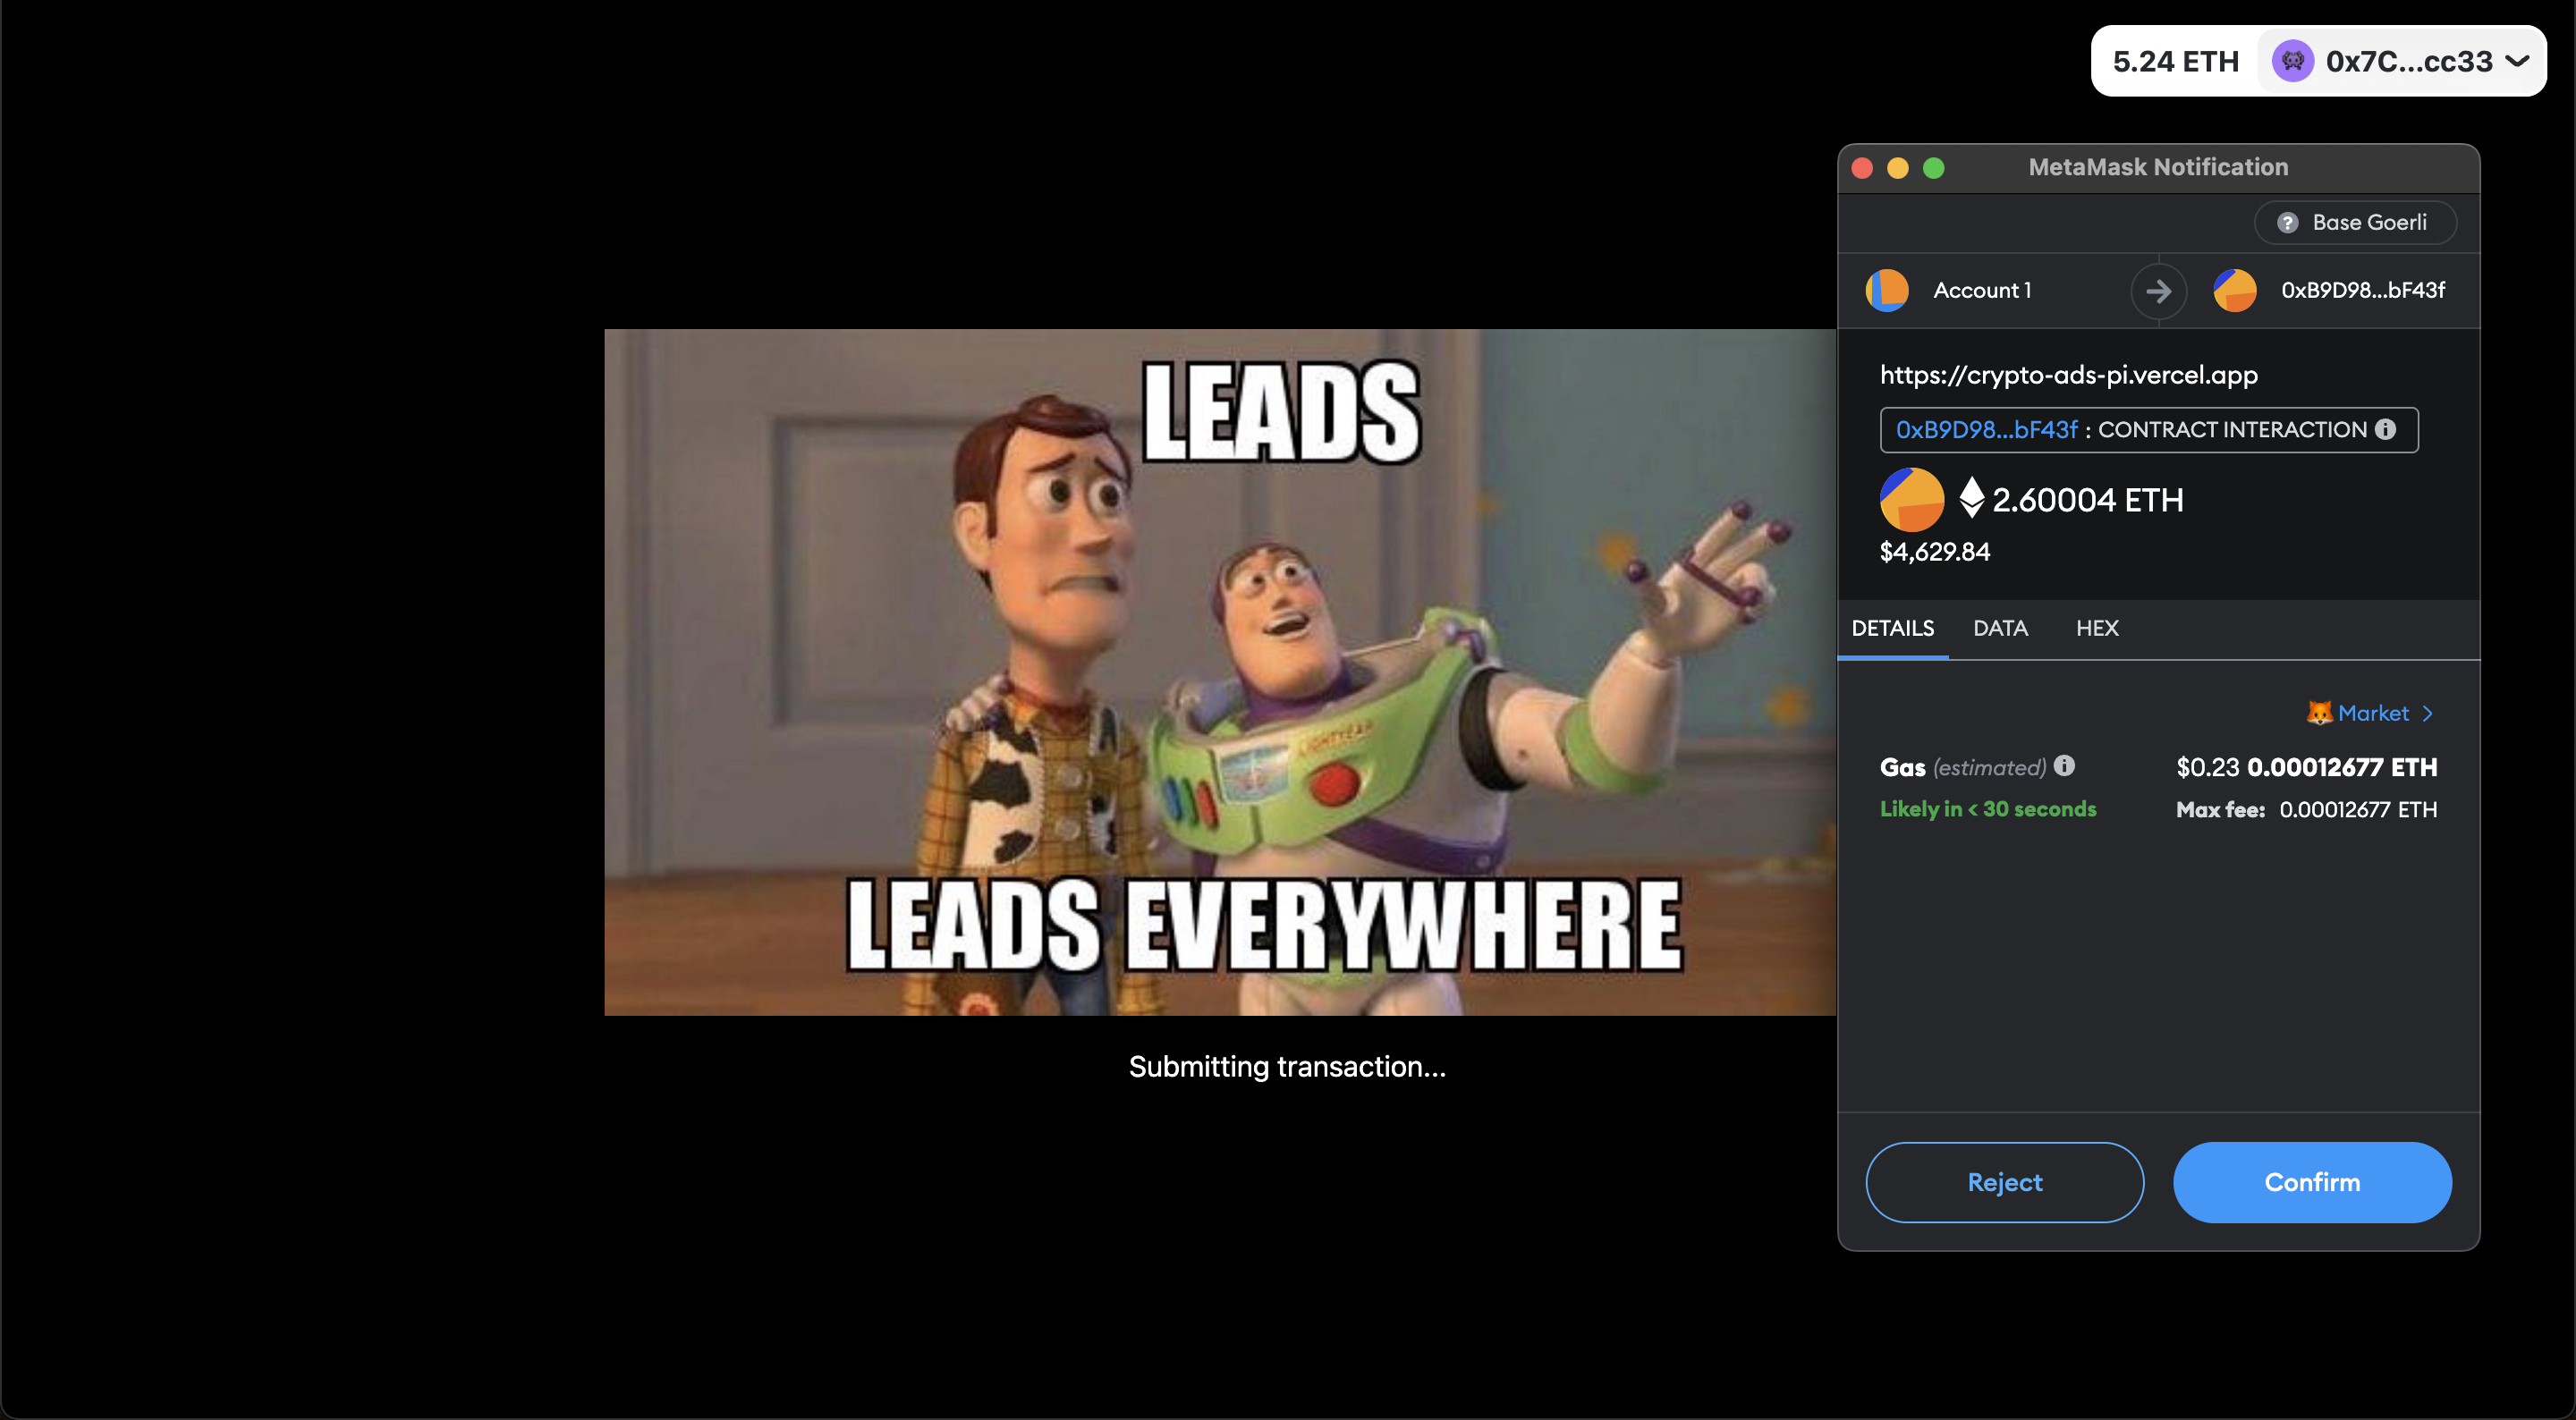 5.24 ETH 0x7C...cc33
MetaMask Notification
? Base Goerli
Account 1 0xB9D98...bF43f
https://crypto-ads-pi.vercel.app
0xB9D98...bF43f : CONTRACT INTERACTION
2.60004 ETH
$4,629.84
DETAILS DATA HEX
Market >
Gas (estimated) $0.23 0.00012677 ETH
Likely in < 30 seconds Max fee: 0.00012677 ETH
Reject Confirm
LEADS
LIGHTYEAR
LEADS EVERYWHERE
Submitting transaction...